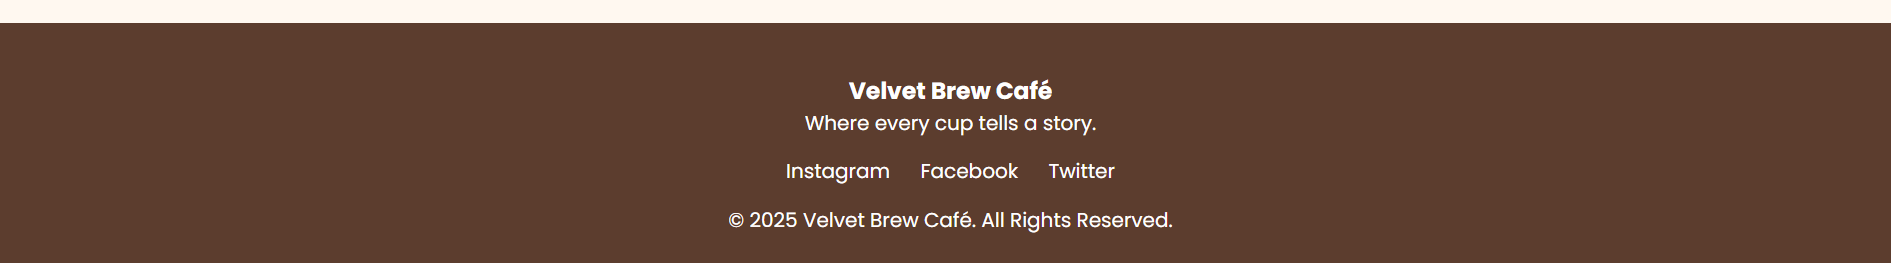 Velvet Brew Café
Where every cup tells a story.
Instagram Facebook Twitter
© 2025 Velvet Brew Café. All Rights Reserved.